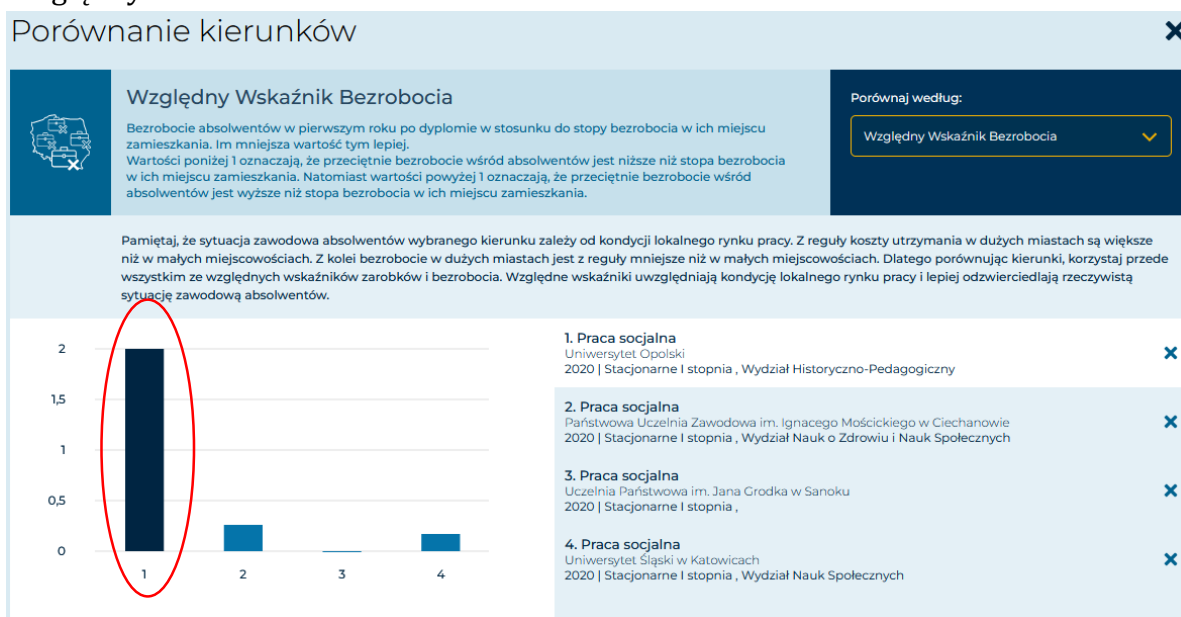 Porównanie kierunków
Względny Wskaźnik Bezrobocia
Bezrobocie absolwentów w pierwszym roku po dyplomie w stosunku do stopy bezrobocia w ich miejscu
zamieszkania. Im mniejsza wartość tym lepiej.
Wartości poniżej 1 oznaczają, że przeciętnie bezrobocie wśród absolwentów jest niższe niż stopa bezrobocia
w ich miejscu zamieszkania. Natomiast wartości powyżej 1 oznaczają, że przeciętnie bezrobocie wśród
absolwentów jest wyższe niż stopa bezrobocia w ich miejscu zamieszkania.
Porównaj według:
Względny Wskaźnik Bezrobocia
Pamiętaj, że sytuacja zawodowa absolwentów wybranego kierunku zależy od kondycji lokalnego rynku pracy. Z reguły koszty utrzymania w dużych miastach są większe
niż w małych miejscowościach. Z kolei bezrobocie w dużych miastach jest z reguły mniejsze niż w małych miejscowościach. Dlatego porównując kierunki, korzystaj przede
wszystkim ze względnych wskaźników zarobków i bezrobocia. Względne wskaźniki uwzględniają kondycję lokalnego rynku pracy i lepiej odzwierciedlają rzeczywistą
sytuację zawodową absolwentów.
2
1,5
1
0,5
0
1 2 3 4
1. Praca socjalna
Uniwersytet Opolski
2020 | Stacjonarne I stopnia , Wydział Historyczno-Pedagogiczny
2. Praca socjalna
Państwowa Uczelnia Zawodowa im. Ignacego Mościckiego w Ciechanowie
2020 | Stacjonarne I stopnia , Wydział Nauk o Zdrowiu i Nauk Społecznych
3. Praca socjalna
Uczelnia Państwowa im. Jana Grodka w Sanoku
2020 | Stacjonarne I stopnia ,
4. Praca socjalna
Uniwersytet Śląski w Katowicach
2020 | Stacjonarne I stopnia , Wydział Nauk Społecznych